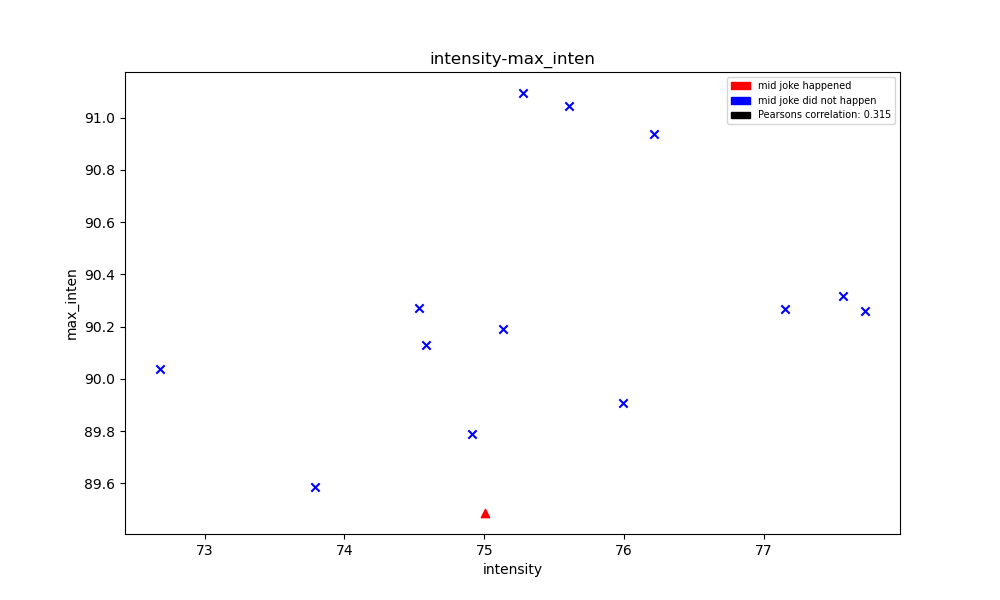 intensity-max_inten
mid joke happened
mid joke did not happen
Pearsons correlation: 0.315
91.0
90.8
90.6
90.4
90.2
90.0
89.8
89.6
max_inten
73 74 75 76 77
intensity